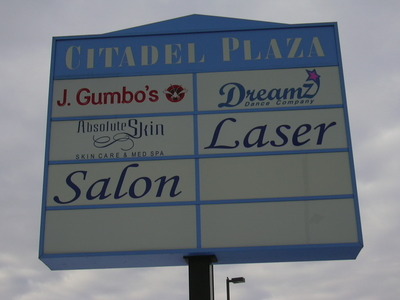 CITADEL PLAZA
J. Gumbo's
Dreamz
Dance Company
Absolute Skin
SKIN CARE & MED SPA
Laser
Salon